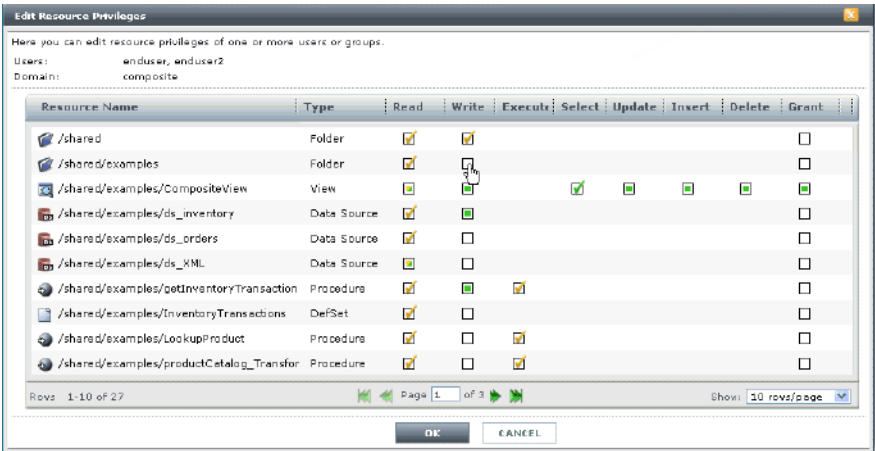 Edit Resource Privileges
Here you can edit resource privileges of one or more users or groups.
Users: enduser, enduser2
Domain: composite
Resource Name Type Read Write Execute Select Update Insert Delete Grant
/shared Folder
/shared/examples Folder
/shared/examples/CompositeView View
/shared/examples/ds_inventory Data Source
/shared/examples/ds_orders Data Source
/shared/examples/ds_XML Data Source
/shared/examples/getInventoryTransaction Procedure
/shared/examples/InventoryTransactions DefSet
/shared/examples/LookupProduct Procedure
/shared/examples/productCatalog_Transfor Procedure
Rows 1-10 of 27 Page 1 of 3 Show: 10 rows/page
OK CANCEL